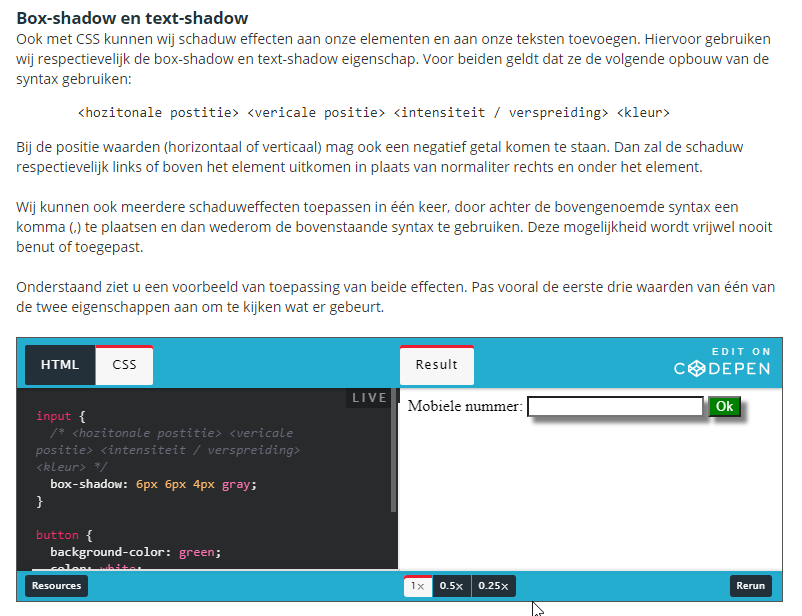 Box-shadow en text-shadow
Ook met CSS kunnen wij schaduw effecten aan onze elementen en aan onze teksten toevoegen. Hiervoor gebruiken
wij respectievelijk de box-shadow en text-shadow eigenschap. Voor beiden geldt dat ze de volgende opbouw van de
syntax gebruiken:
<hozitonale postitie> <vericale positie> <intensiteit / verspreiding> <kleur>
Bij de positie waarden (horizontaal of verticaal) mag ook een negatief getal komen te staan. Dan zal de schaduw
respectievelijk links of boven het element uitkomen in plaats van normaliter rechts en onder het element.
Wij kunnen ook meerdere schaduweffecten toepassen in één keer, door achter de bovengenoemde syntax een
komma (,) te plaatsen en dan wederom de bovenstaande syntax te gebruiken. Deze mogelijkheid wordt vrijwel nooit
benut of toegepast.
Onderstaand ziet u een voorbeeld van toepassing van beide effecten. Pas vooral de eerste drie waarden van één van
de twee eigenschappen aan om te kijken wat er gebeurt.
HTML CSS Result EDIT ON
CODEPEN
LIVE
input {
/* <hozitonale postitie> <vericale
positie> <intensiteit / verspreiding>
<kleur> */
box-shadow: 6px 6px 4px gray;
}
button {
background-color: green;
color: white;
Mobiele nummer: Ok
Resources 1x 0.5x 0.25x Rerun